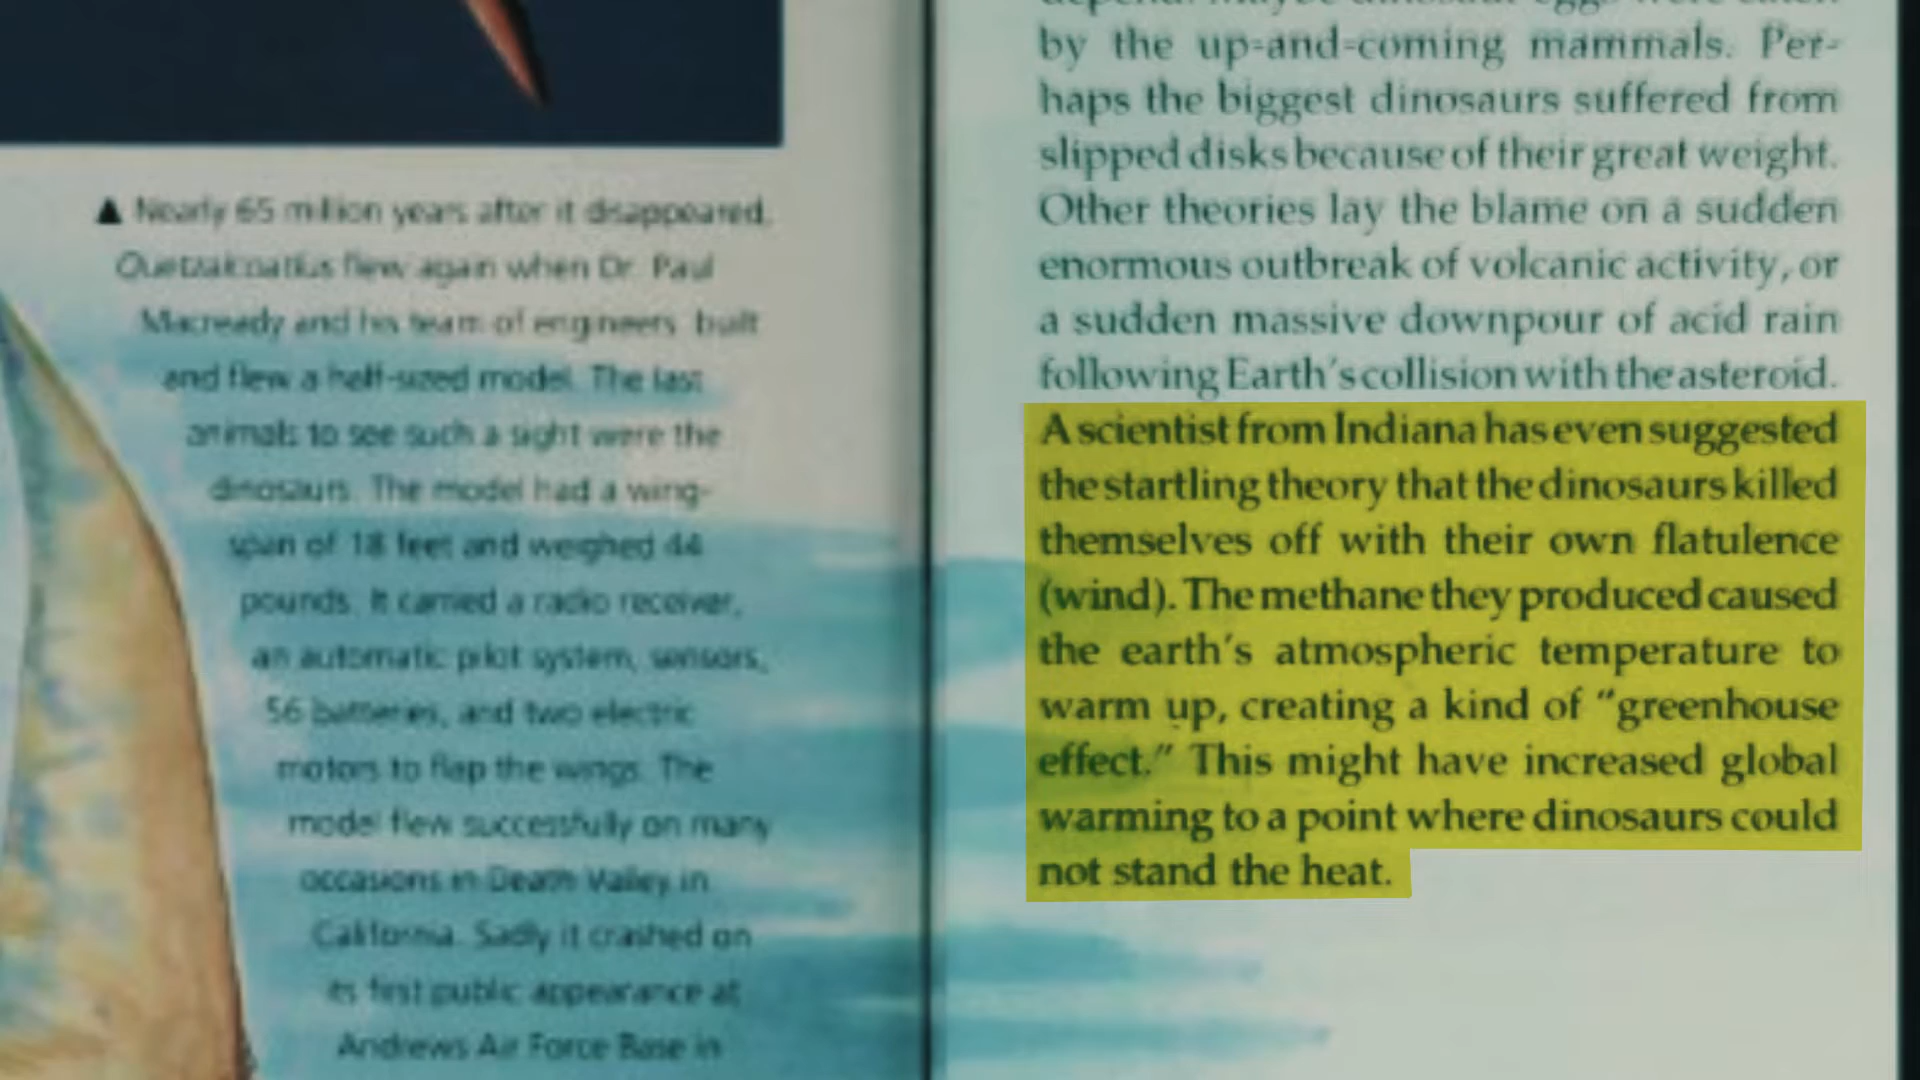 ▲ Nearly 65 million years after it disappeared,
Quetzalcoatlus flew again when Dr. Paul
Macready and his team of engineers built
and flew a half-sized model. The last
animals to see such a sight were the
dinosaurs. The model had a wing-
span of 18 feet and weighed 44
pounds. It carried a radio receiver,
an automatic pilot system, sensors,
56 batteries, and two electric
motors to flap the wings. The
model flew successfully on many
occasions in Death Valley in
California. Sadly it crashed on
its first public appearance at
Andrews Air Force Base in
by the up-and-coming mammals. Per-
haps the biggest dinosaurs suffered from
slipped disks because of their great weight.
Other theories lay the blame on a sudden
enormous outbreak of volcanic activity, or
a sudden massive downpour of acid rain
following Earth's collision with the asteroid.
A scientist from Indiana has even suggested
the startling theory that the dinosaurs killed
themselves off with their own flatulence
(wind). The methane they produced caused
the earth's atmospheric temperature to
warm up, creating a kind of “greenhouse
effect.” This might have increased global
warming to a point where dinosaurs could
not stand the heat.